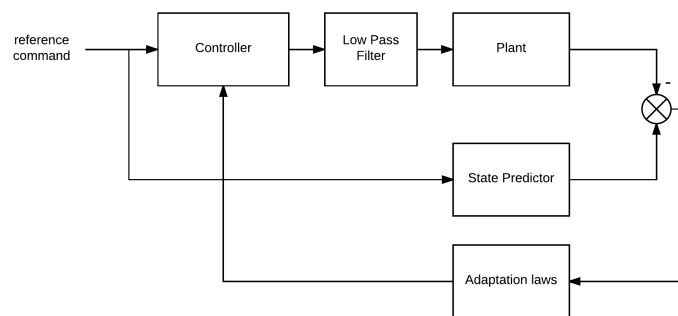 reference
command
Controller
Low Pass
Filter
Plant
-
State Predictor
Adaptation laws